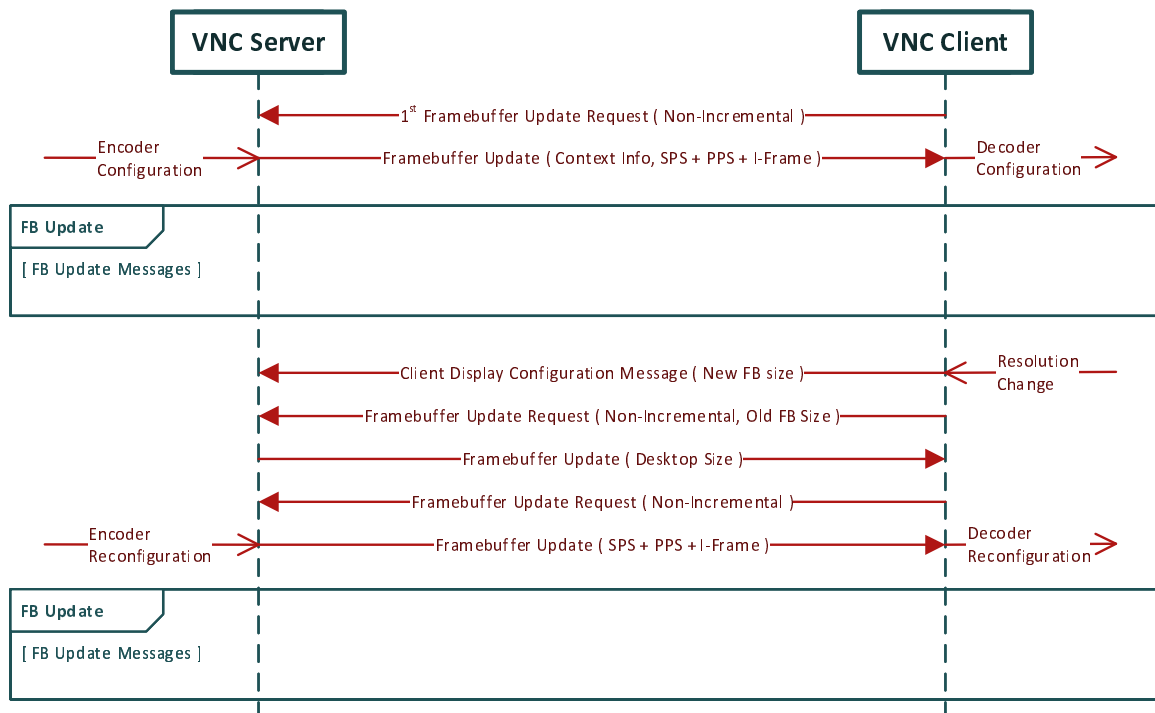 VNC Server
VNC Client
1st Framebuffer Update Request ( Non-Incremental )
Encoder
Configuration
Framebuffer Update ( Context Info, SPS + PPS + I-Frame )
Decoder
Configuration
FB Update
[ FB Update Messages ]
Client Display Configuration Message ( New FB size )
Resolution
Change
Framebuffer Update Request ( Non-Incremental, Old FB Size )
Framebuffer Update ( Desktop Size )
Framebuffer Update Request ( Non-Incremental )
Encoder
Reconfiguration
Framebuffer Update ( SPS + PPS + I-Frame )
Decoder
Reconfiguration
FB Update
[ FB Update Messages ]